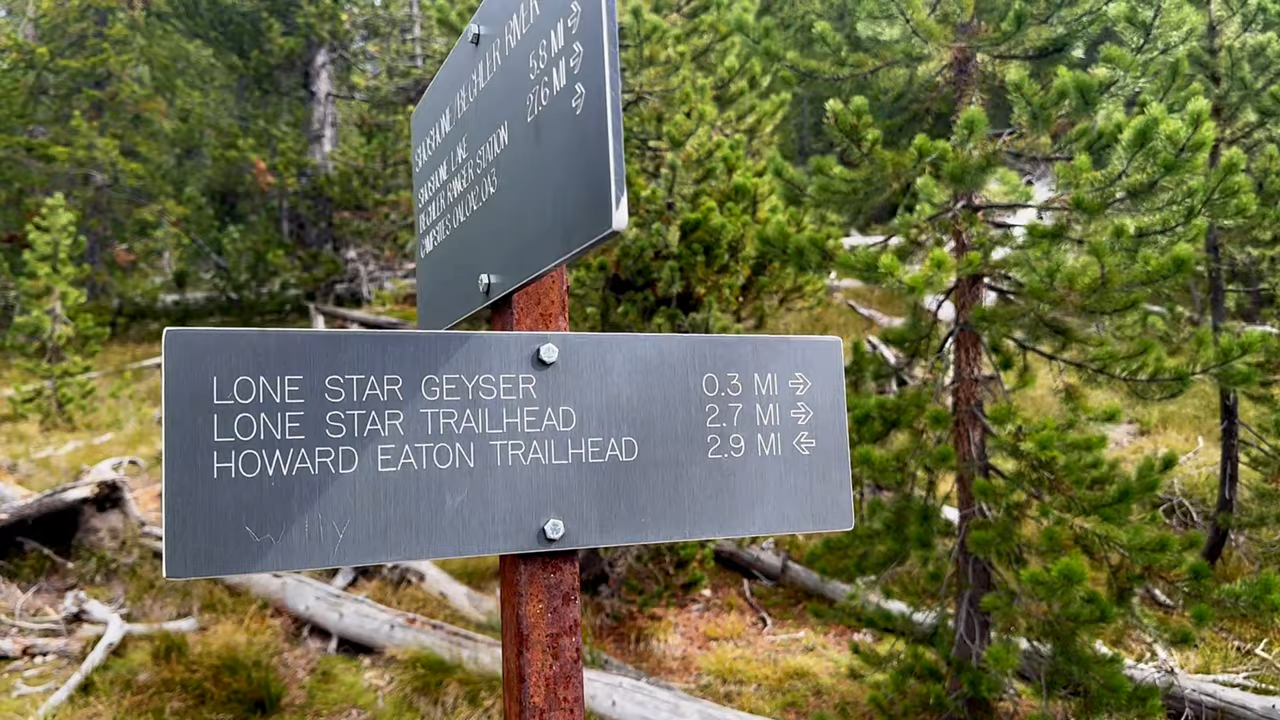 SHOSHONE/BECHLER RIVER
SHOSHONE LAKE 5.8 MI →
BECHLER RANGER STATION 27.6 MI →
CAMPSITES OA1,OA2,OA3 →
LONE STAR GEYSER 0.3 MI →
LONE STAR TRAILHEAD 2.7 MI →
HOWARD EATON TRAILHEAD 2.9 MI ←
Willy